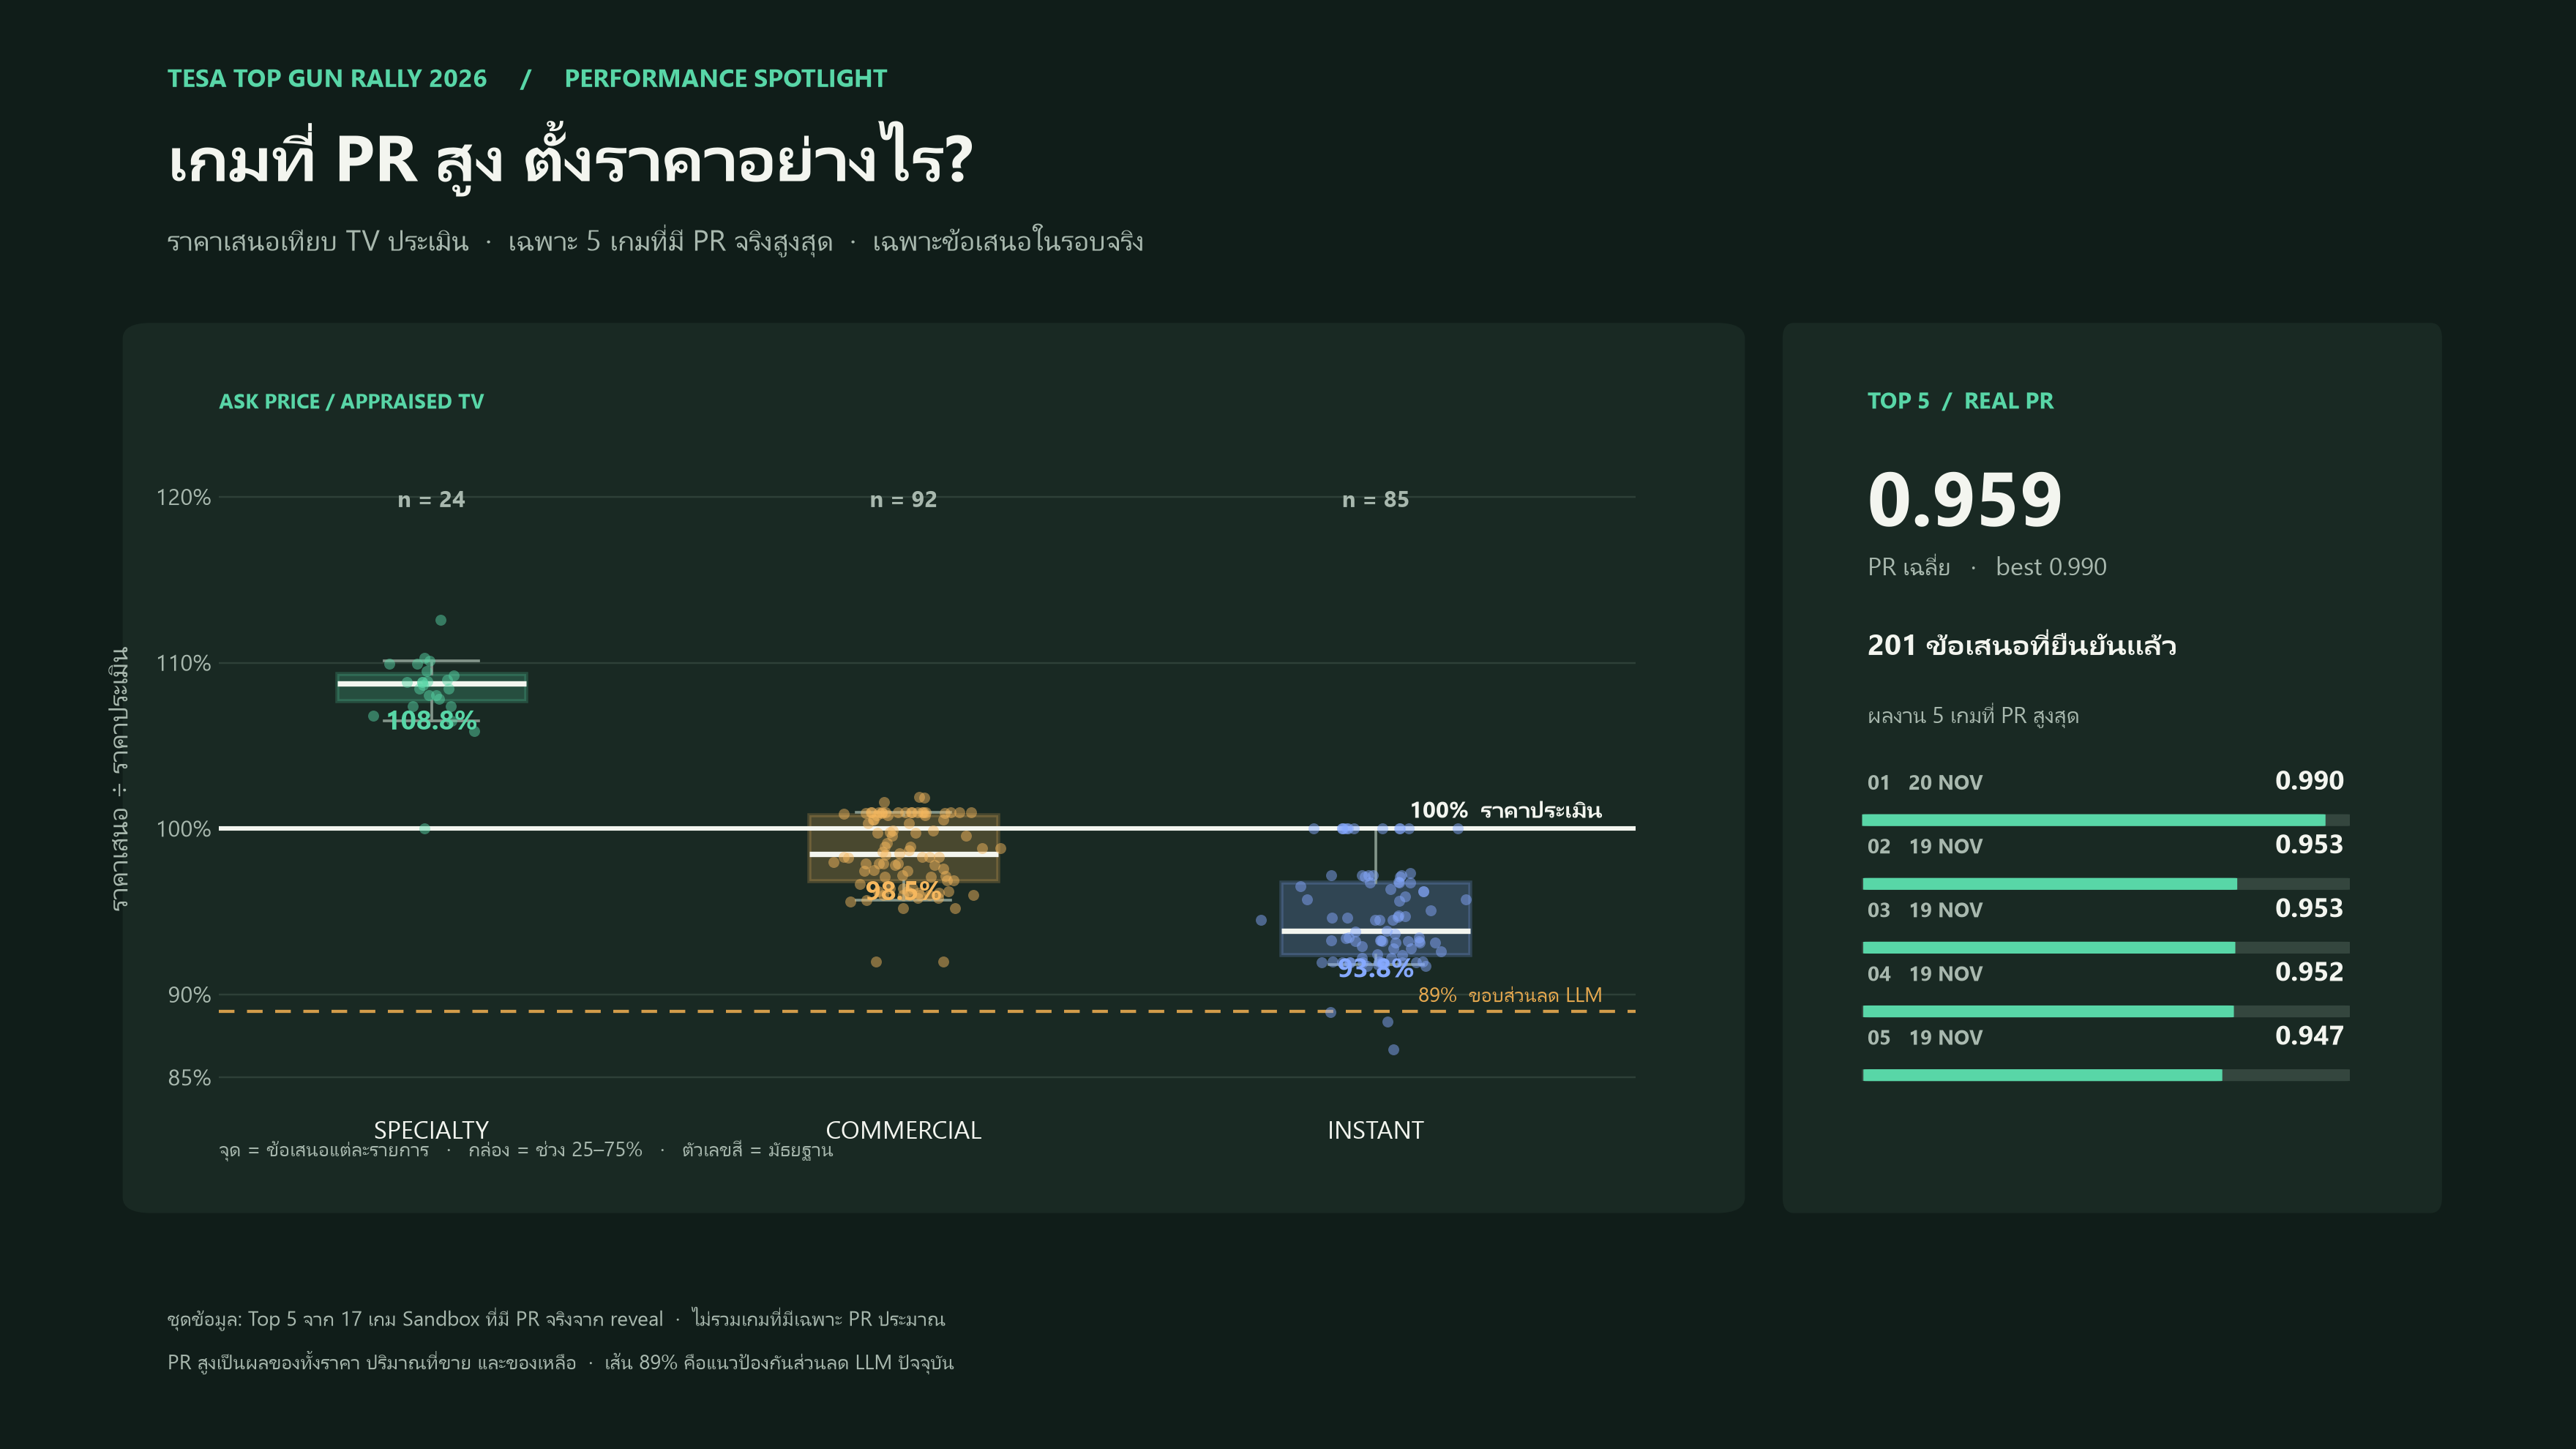 TESA TOP GUN RALLY 2026 / PERFORMANCE SPOTLIGHT
เกมที่ PR สูง ตั้งราคาอย่างไร?
ราคาเสนอเทียบ TV ประเมิน · เฉพาะ 5 เกมที่มี PR จริงสูงสุด · เฉพาะข้อเสนอในรอบจริง
ASK PRICE / APPRAISED TV
ราคาเสนอ ÷ ราคาประเมิน
120%
n = 24
n = 92
n = 85
110%
108.8%
100%
100% ราคาประเมิน
98.5%
93.8%
90%
89% ขอบส่วนลด LLM
85%
SPECIALTY
COMMERCIAL
INSTANT
จุด = ข้อเสนอแต่ละรายการ · กล่อง = ช่วง 25–75% · ตัวเลขสี = มัธยฐาน
TOP 5 / REAL PR
0.959
PR เฉลี่ย · best 0.990
201 ข้อเสนอที่ยืนยันแล้ว
ผลงาน 5 เกมที่ PR สูงสุด
01 20 NOV 0.990
02 19 NOV 0.953
03 19 NOV 0.953
04 19 NOV 0.952
05 19 NOV 0.947
ชุดข้อมูล: Top 5 จาก 17 เกม Sandbox ที่มี PR จริงจาก reveal · ไม่รวมเกมที่มีเฉพาะ PR ประมาณ
PR สูงเป็นผลของทั้งราคา ปริมาณที่ขาย และของเหลือ · เส้น 89% คือแนวป้องกันส่วนลด LLM ปัจจุบัน